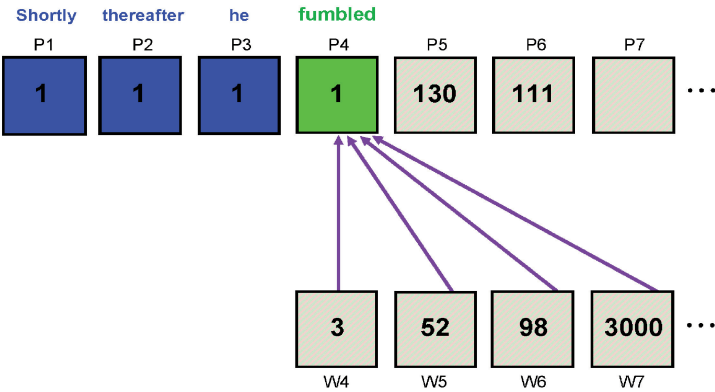 Shortly thereafter he fumbled
P1 P2 P3 P4 P5 P6 P7
1 1 1 1 130 111 ...
3 52 98 3000 ...
W4 W5 W6 W7